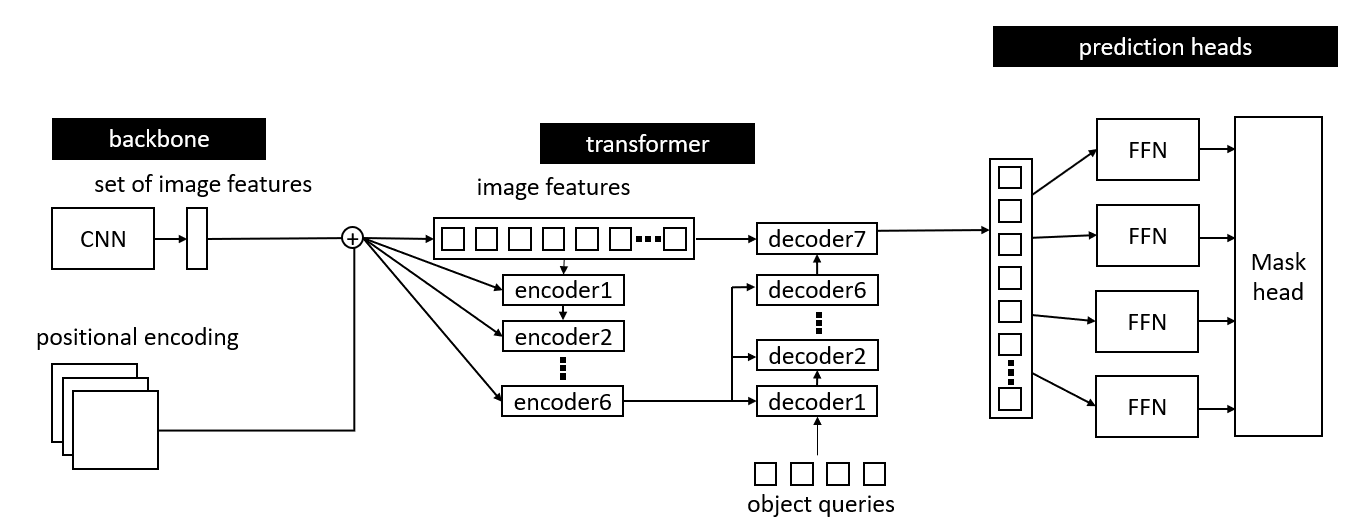 prediction heads
backbone
transformer
set of image features
image features
CNN
+
positional encoding
encoder1
encoder2
encoder6
decoder7
decoder6
decoder2
decoder1
object queries
FFN
FFN
FFN
FFN
Mask
head